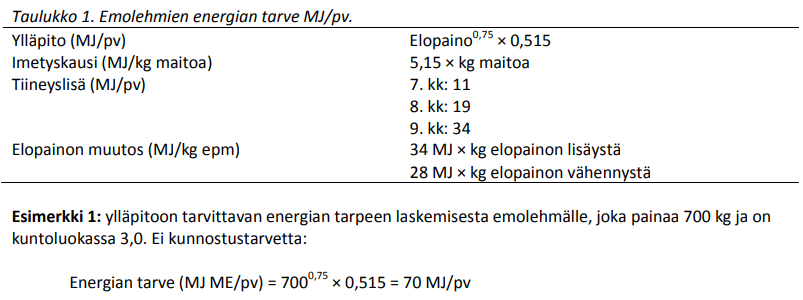 Taulukko 1. Emolehmien energian tarve MJ/pv.
Ylläpito (MJ/pv) Elopaino^0,75 × 0,515
Imetyskausi (MJ/kg maitoa) 5,15 × kg maitoa
Tiineyslisä (MJ/pv) 7. kk: 11
8. kk: 19
9. kk: 34
Elopainon muutos (MJ/kg epm) 34 MJ × kg elopainon lisäystä
28 MJ × kg elopainon vähennystä
Esimerkki 1: ylläpitoon tarvittavan energian tarpeen laskemisesta emolehmälle, joka painaa 700 kg ja on
kuntoluokassa 3,0. Ei kunnostustarvetta:
Energian tarve (MJ ME/pv) = 700^0,75 × 0,515 = 70 MJ/pv